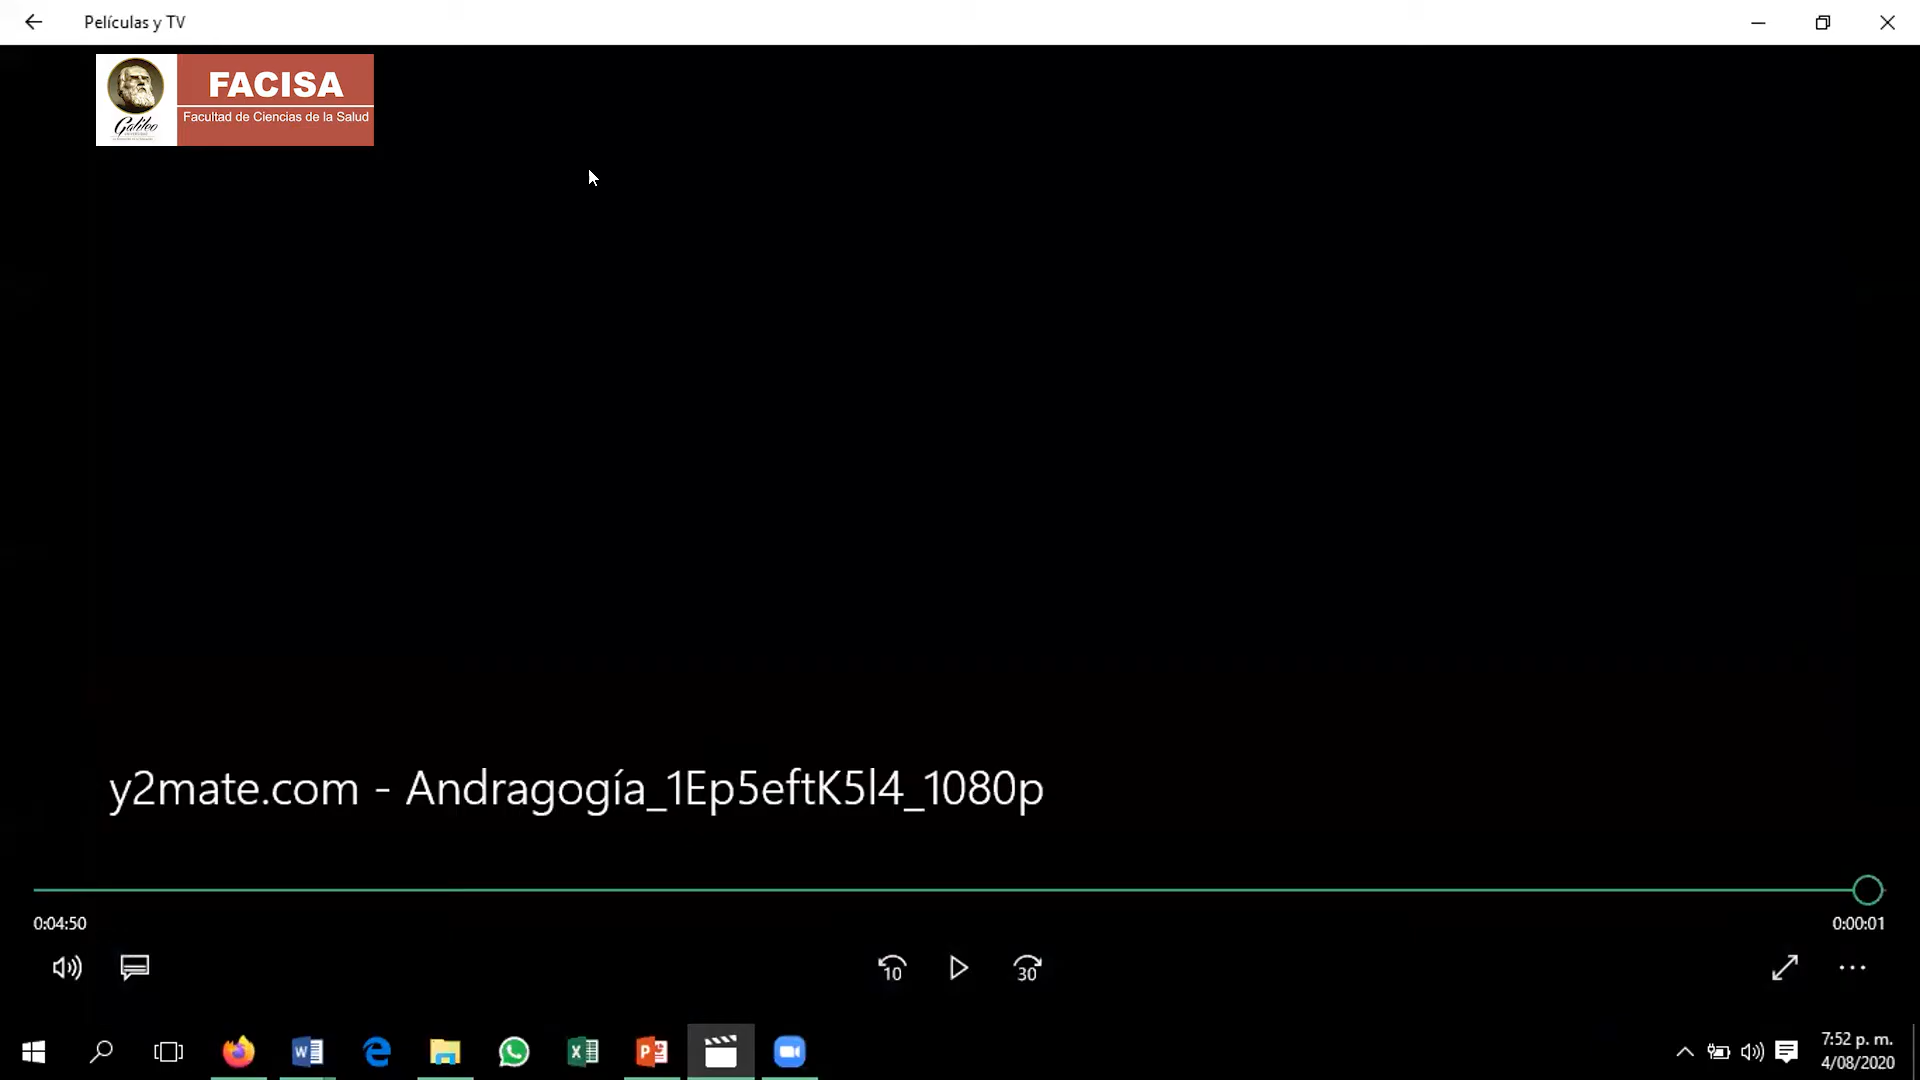 Películas y TV
FACISA
Facultad de Ciencias de la Salud
Galileo
y2mate.com - Andragogía_1Ep5eftK5l4_1080p
0:04:50
0:00:01
10
30
7:52 p. m.
4/08/2020